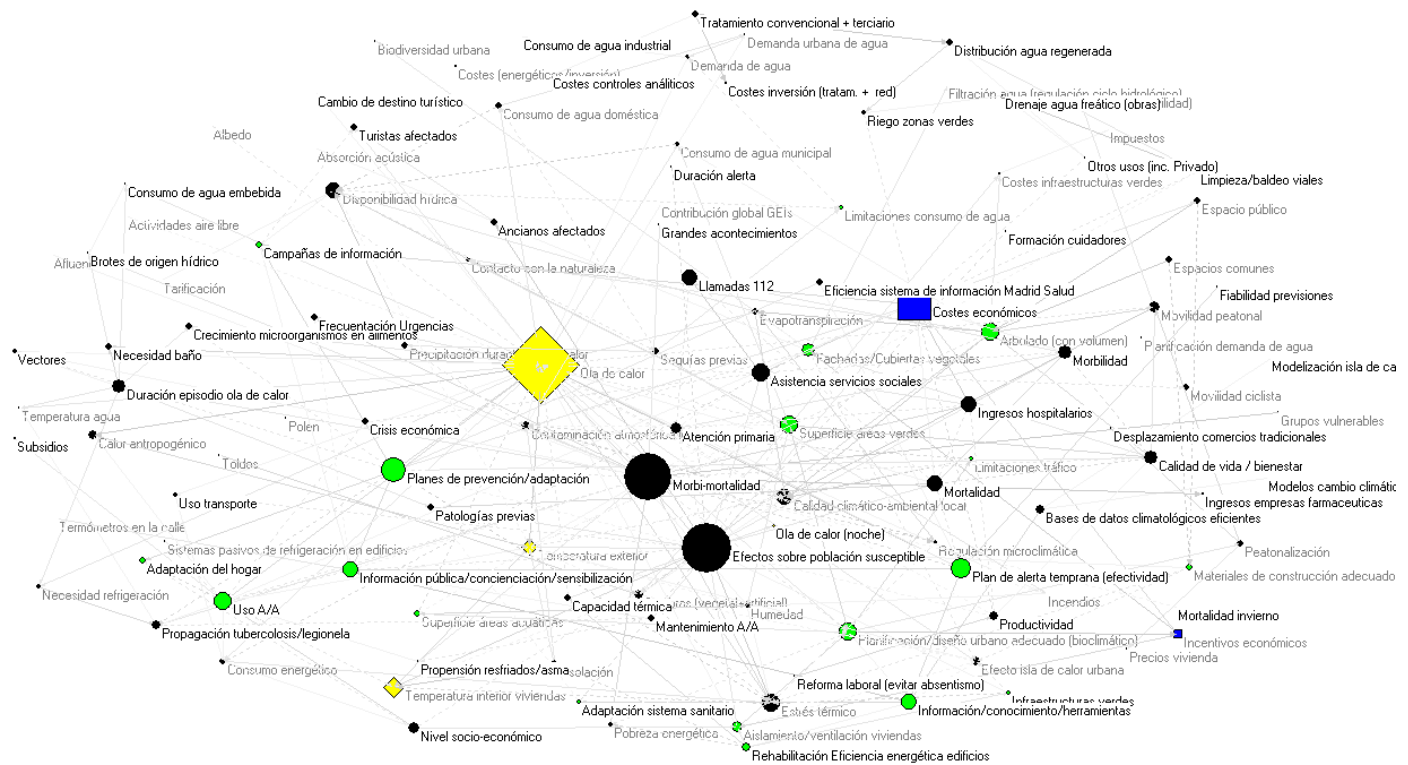 Tratamiento convencional + terciario
Consumo de agua industrial
Demanda urbana de agua
Biodiversidad urbana
Distribución agua regenerada
Demanda de agua
Costes (energéticos/inversión)
Costes controles analíticos
Costes inversión (tratam. + red)
Filtración agua (regulación ciclo hidrológico)
Cambio de destino turístico
Drenaje agua freático (obras)
Consumo de agua doméstica
Riego zonas verdes
Albedo
Turistas afectados
Impuestos
Absorción acústica
Consumo de agua municipal
Otros usos (inc. Privado)
Duración alerta
Costes infraestructuras verdes
Limpieza/baldeo viales
Consumo de agua embebida
Disponibilidad hídrica
Espacio público
Contribución global GEIs
Limitaciones consumo de agua
Actividades aire libre
Ancianos afectados
Grandes acontecimientos
Formación cuidadores
Campañas de información
Brotes de origen hídrico
Contacto con la naturaleza
Espacios comunes
Llamadas 112
Eficiencia sistema de información Madrid Salud
Tarificación
Fiabilidad previsiones
Costes económicos
Movilidad peatonal
Evapotranspiración
Frecuentación Urgencias
Crecimiento microorganismos en alimentos
Arbolado (con volumen)
Planificación demanda de agua
Vectores
Necesidad baño
Precipitación
Sequías previas
Fachadas/Cubiertas vegetales
Morbilidad
Modelización isla de ca
Ola de calor
Asistencia servicios sociales
Duración episodio ola de calor
Movilidad ciclista
Temperatura agua
Ingresos hospitalarios
Grupos vulnerables
Polen
Crisis económica
Atención primaria
Superficie áreas verdes
Desplazamiento comercios tradicionales
Subsidios
Calor antropogénico
Toldos
Limitaciones tráfico
Calidad de vida / bienestar
Planes de prevención/adaptación
Morbi-mortalidad
Mortalidad
Modelos cambio climátic
Uso transporte
Calidad climático-ambiental local
Ingresos empresas farmaceuticas
Patologías previas
Bases de datos climatológicos eficientes
Termómetros en la calle
Ola de calor (noche)
Sistemas pasivos de refrigeración en edificios
Temperatura exterior
Efectos sobre población susceptible
Regulación microclimática
Peatonalización
Adaptación del hogar
Información pública/concienciación/sensibilización
Plan de alerta temprana (efectividad)
Materiales de construcción adecuado
Necesidad refrigeración
Uso A/A
Capacidad térmica
Incendios
Superficie áreas acuáticas
Mantenimiento A/A
Humedad
Productividad
Mortalidad invierno
Propagación tubercolosis/legionela
Planificación/diseño urbano adecuado (bioclimático)
Incentivos económicos
Precios vivienda
Consumo energético
Propensión resfriados/asma
Efecto isla de calor urbana
Reforma laboral (evitar absentismo)
Temperatura interior viviendas
Infraestructuras verdes
Adaptación sistema sanitario
Estrés térmico
Información/conocimiento/herramientas
Nivel socio-económico
Pobreza energética
Aislamiento/ventilación viviendas
Rehabilitación Eficiencia energética edificios